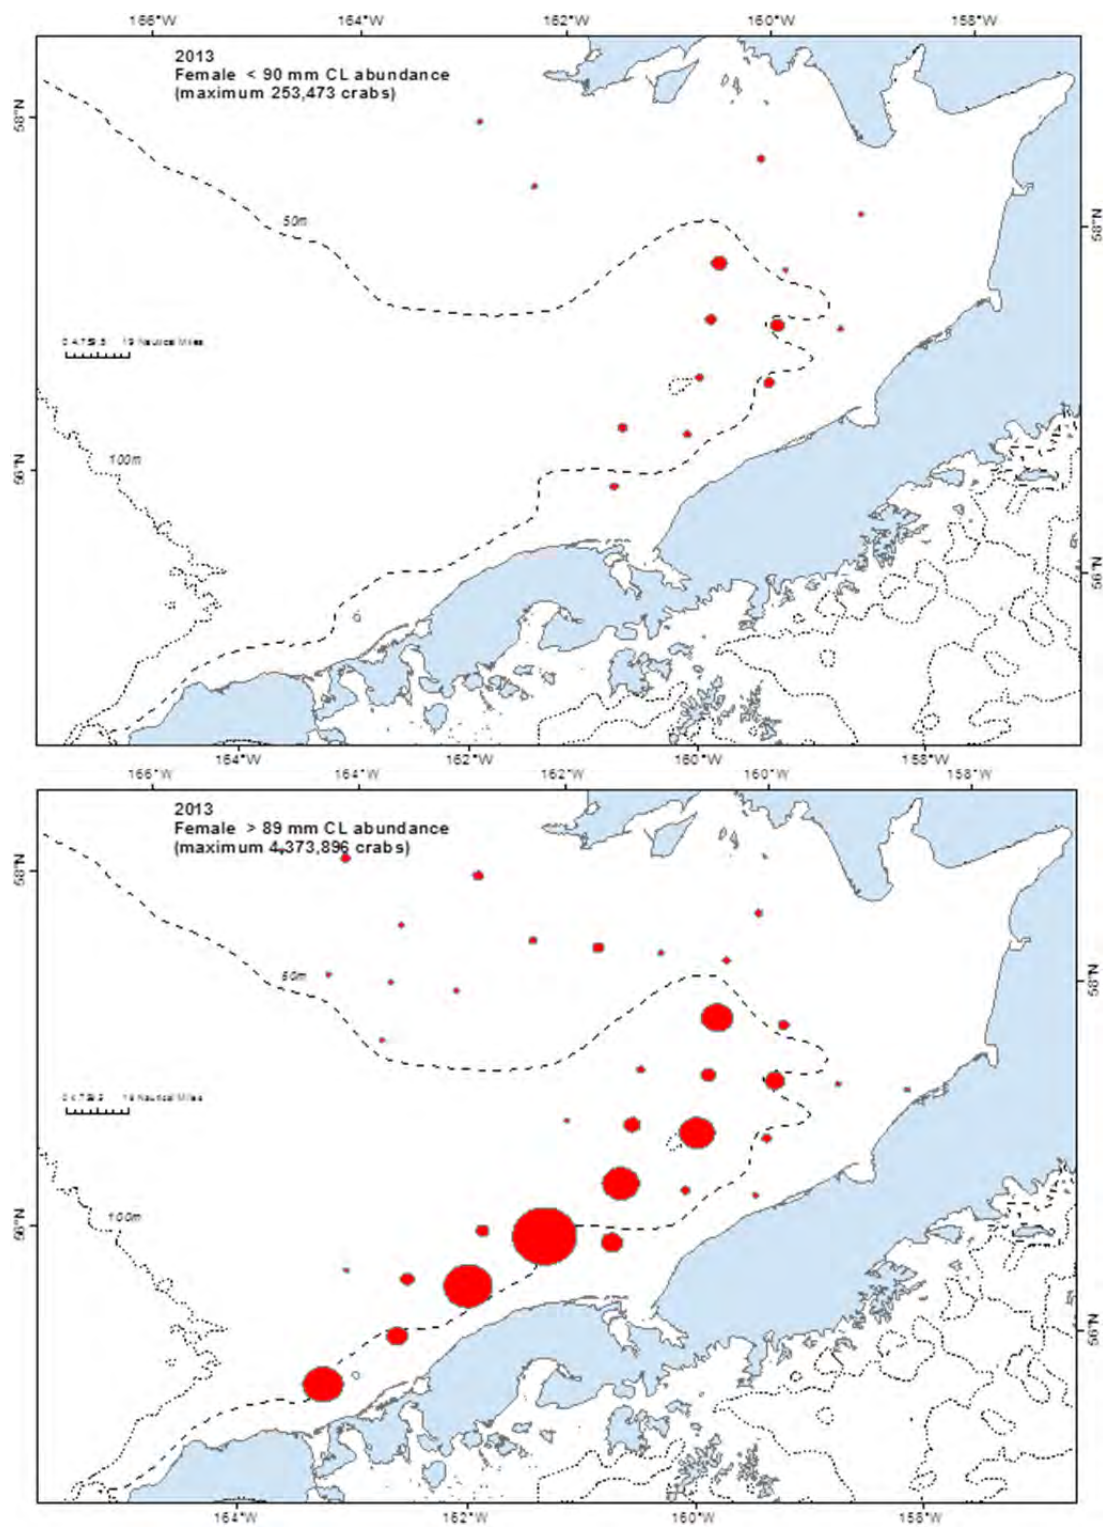 166°W 164°W 162°W 160°W 158°W
2013
Female < 90 mm CL abundance
(maximum 253,473 crabs)
58°N
50m
58°N
19 Nautical Miles
100m
56°N
56°N
164°W 162°W 160°W 158°W
166°W 164°W 162°W 160°W 158°W
2013
Female > 89 mm CL abundance
(maximum 4,373,896 crabs)
58°N
50m
58°N
Nautical Miles
100m
56°N
56°N
164°W 162°W 160°W 158°W